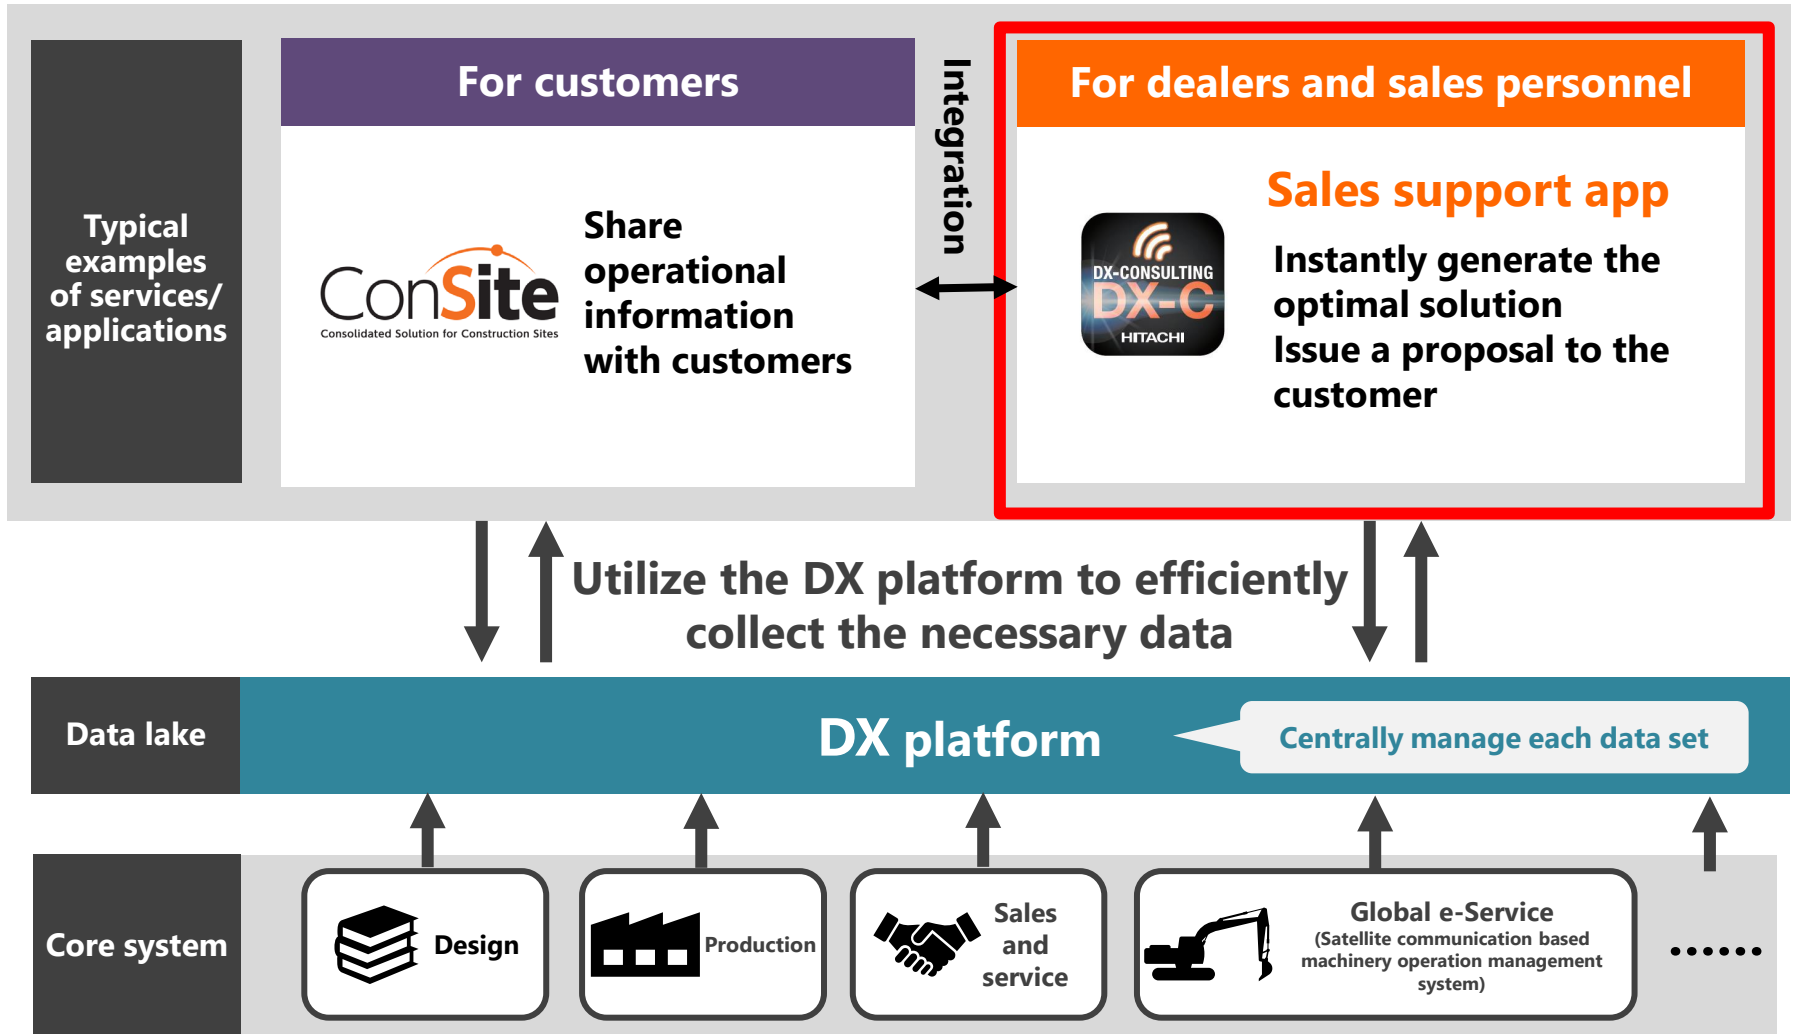 For customers
Integration
For dealers and sales personnel
Typical
examples
of services/
applications
ConSite
Consolidated Solution for Construction Sites
Share
operational
information
with customers
DX-CONSULTING
DX-C
HITACHI
Sales support app
Instantly generate the
optimal solution
Issue a proposal to the
customer
Utilize the DX platform to efficiently
collect the necessary data
Data lake
DX platform
Centrally manage each data set
Core system
Design
Production
Sales
and
service
Global e-Service
(Satellite communication based
machinery operation management
system)
……